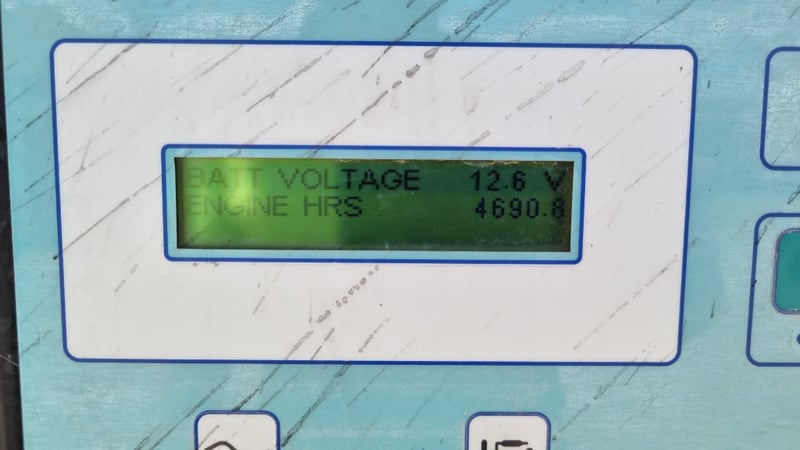 BATT VOLTAGE 12.6 V
ENGINE HRS 4690.8